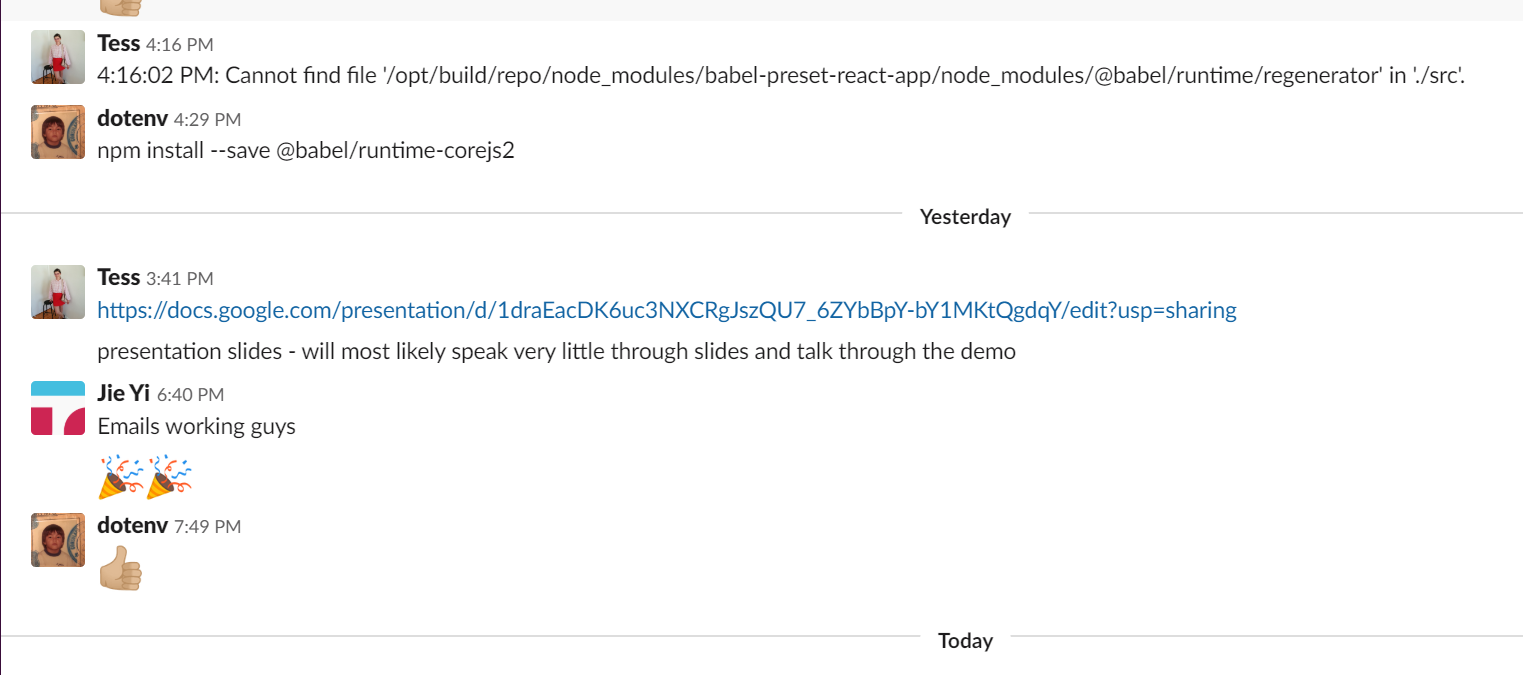 Tess 4:16 PM
4:16:02 PM: Cannot find file '/opt/build/repo/node_modules/babel-preset-react-app/node_modules/@babel/runtime/regenerator' in './src'.
dotenv 4:29 PM
npm install --save @babel/runtime-corejs2
Yesterday
Tess 3:41 PM
https://docs.google.com/presentation/d/1draEacDK6uc3NXCRgJszQU7_6ZYbBpY-bY1MKtQgdqY/edit?usp=sharing
presentation slides - will most likely speak very little through slides and talk through the demo
Jie Yi 6:40 PM
Emails working guys
🎉🎉
dotenv 7:49 PM
👍🏼
Today